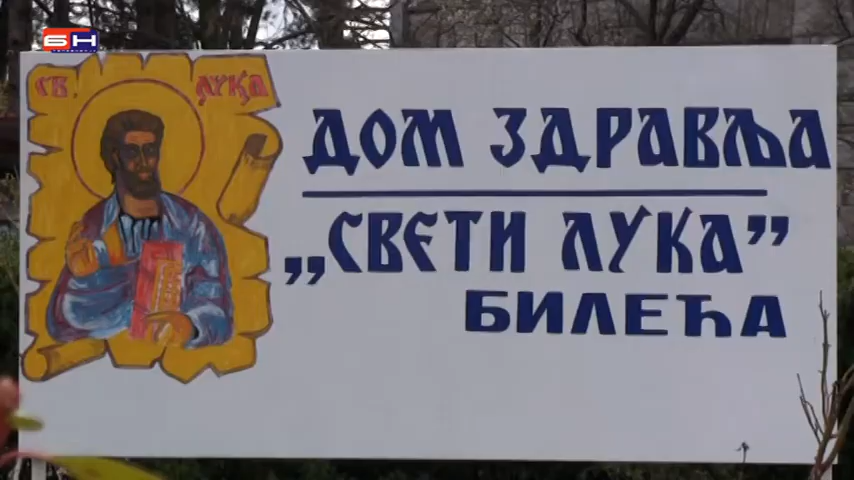 БН
СВ ЛУКА
ДОМ ЗДРАВЉА
„СВЕТИ ЛУКА”
БИЛЕЋА